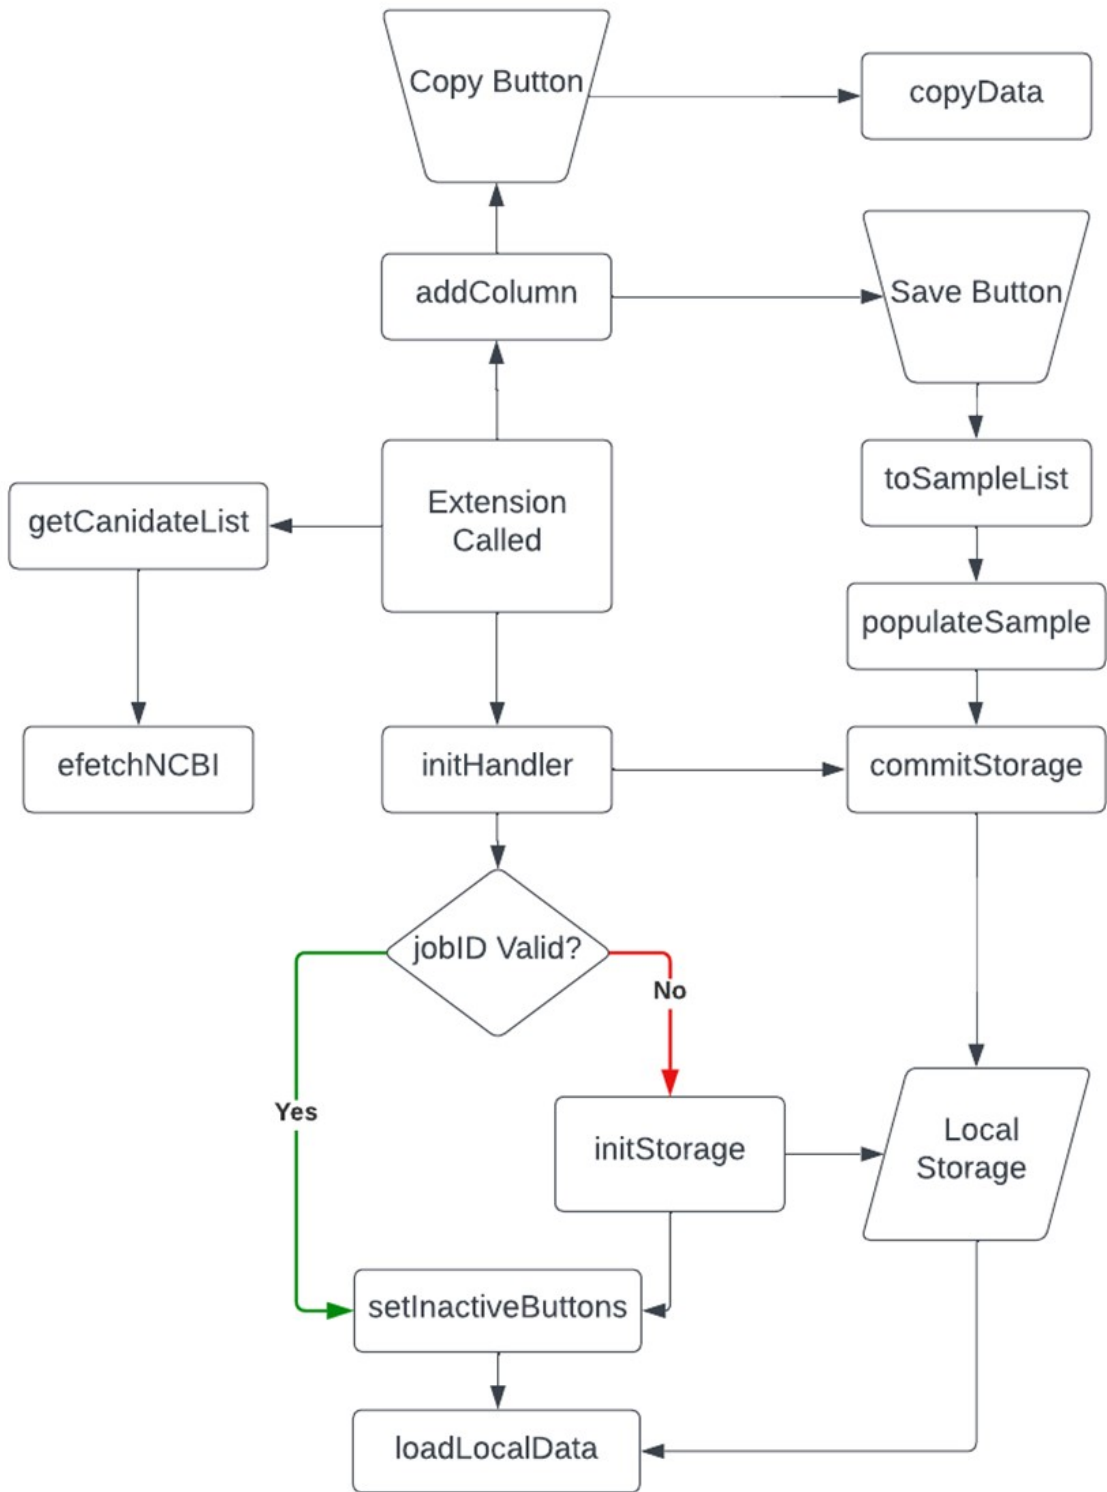 Copy Button
copyData
addColumn
Save Button
Extension
Called
toSampleList
getCanidateList
populateSample
efetchNCBI
initHandler
commitStorage
jobID Valid?
No
Yes
initStorage
Local
Storage
setInactiveButtons
loadLocalData